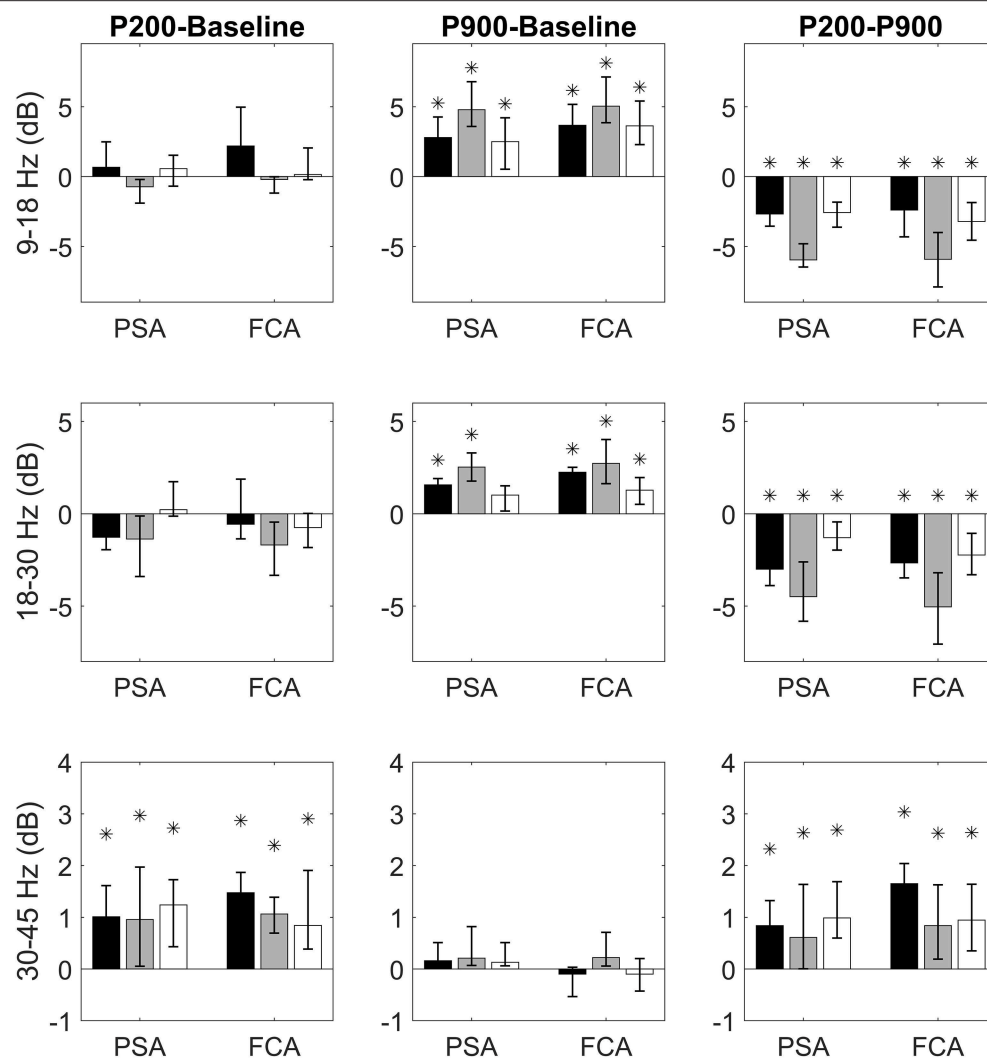 P200-Baseline P900-Baseline P200-P900
9-18 Hz (dB)
5 5 5
* * * * * *
0 0 0
* * * * * *
-5 -5 -5
PSA FCA PSA FCA PSA FCA
18-30 Hz (dB)
5 5 5
* * * * *
0 0 0
* * * * * *
-5 -5 -5
PSA FCA PSA FCA PSA FCA
30-45 Hz (dB)
4 4 4
3 3 3
* * * * * * * * * * * *
2 2 2
1 1 1
0 0 0
-1 -1 -1
PSA FCA PSA FCA PSA FCA